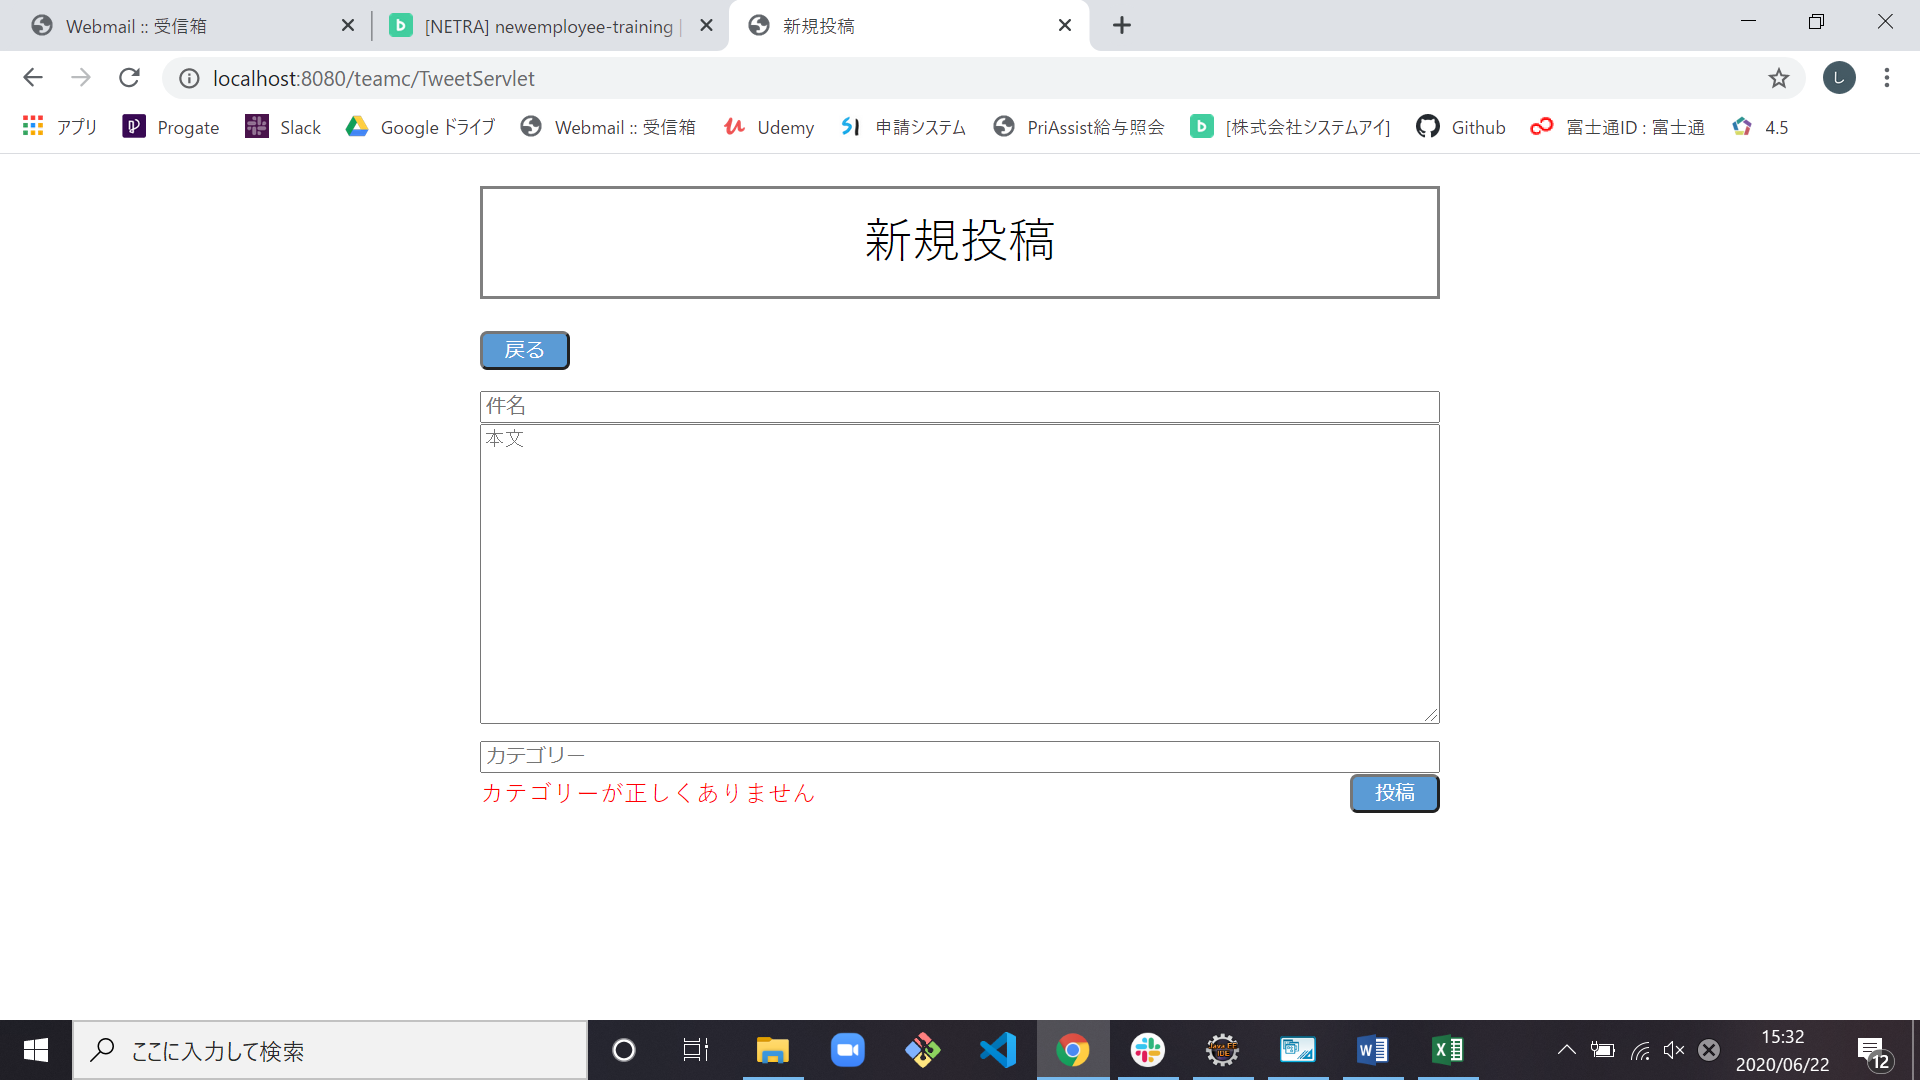 Webmail :: 受信箱
[NETRA] newemployee-training |
新規投稿
localhost:8080/teamc/TweetServlet
し
アプリ
Progate
Slack
Google ドライブ
Webmail :: 受信箱
Udemy
申請システム
PriAssist給与照会
[株式会社システムアイ]
Github
富士通ID : 富士通
4.5
新規投稿
戻る
件名
本文
カテゴリー
カテゴリーが正しくありません
投稿
ここに入力して検索
15:32
2020/06/22
12